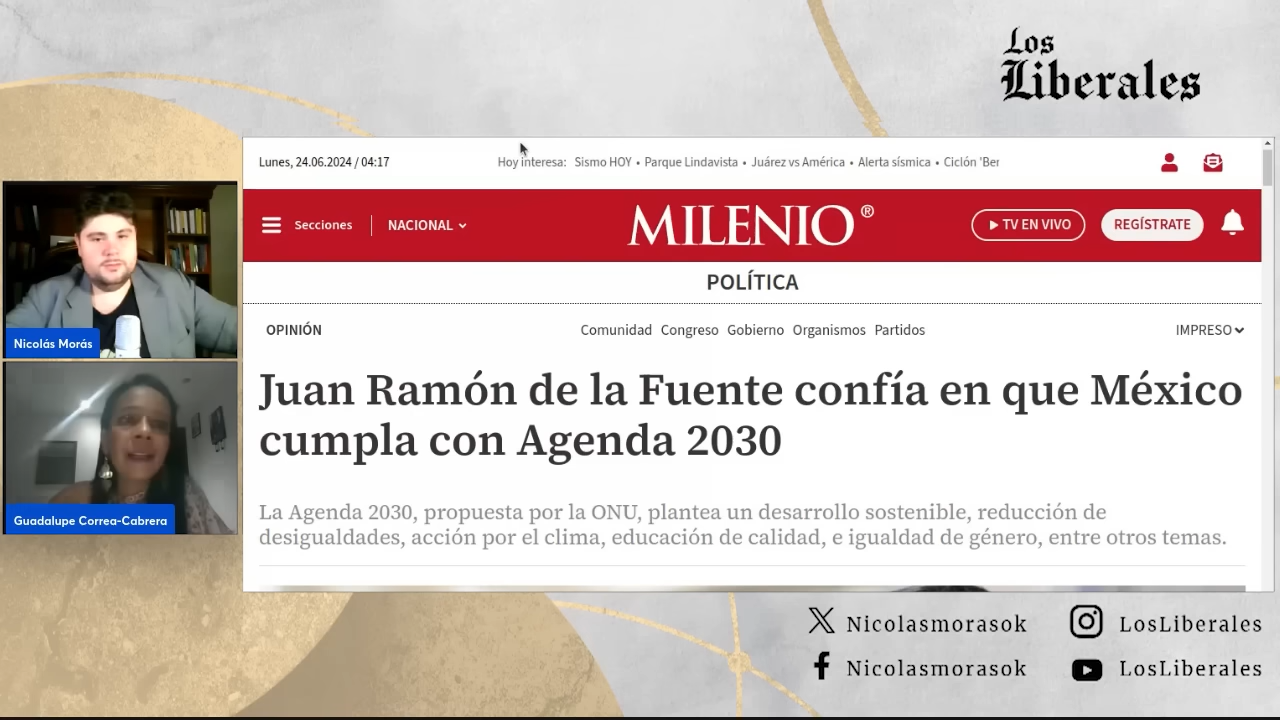 Los
Liberales
Lunes, 24.06.2024 / 04:17
Hoy interesa: Sismo HOY • Parque Lindavista • Juárez vs América • Alerta sísmica • Ciclón 'Ber
Secciones
NACIONAL
MILENIO®
TV EN VIVO
REGÍSTRATE
POLÍTICA
OPINIÓN
Comunidad Congreso Gobierno Organismos Partidos
IMPRESO
Juan Ramón de la Fuente confía en que México
cumpla con Agenda 2030
La Agenda 2030, propuesta por la ONU, plantea un desarrollo sostenible, reducción de
desigualdades, acción por el clima, educación de calidad, e igualdad de género, entre otros temas.
Nicolás Morás
Guadalupe Correa-Cabrera
Nicolasmorasok
LosLiberales
Nicolasmorasok
LosLiberales